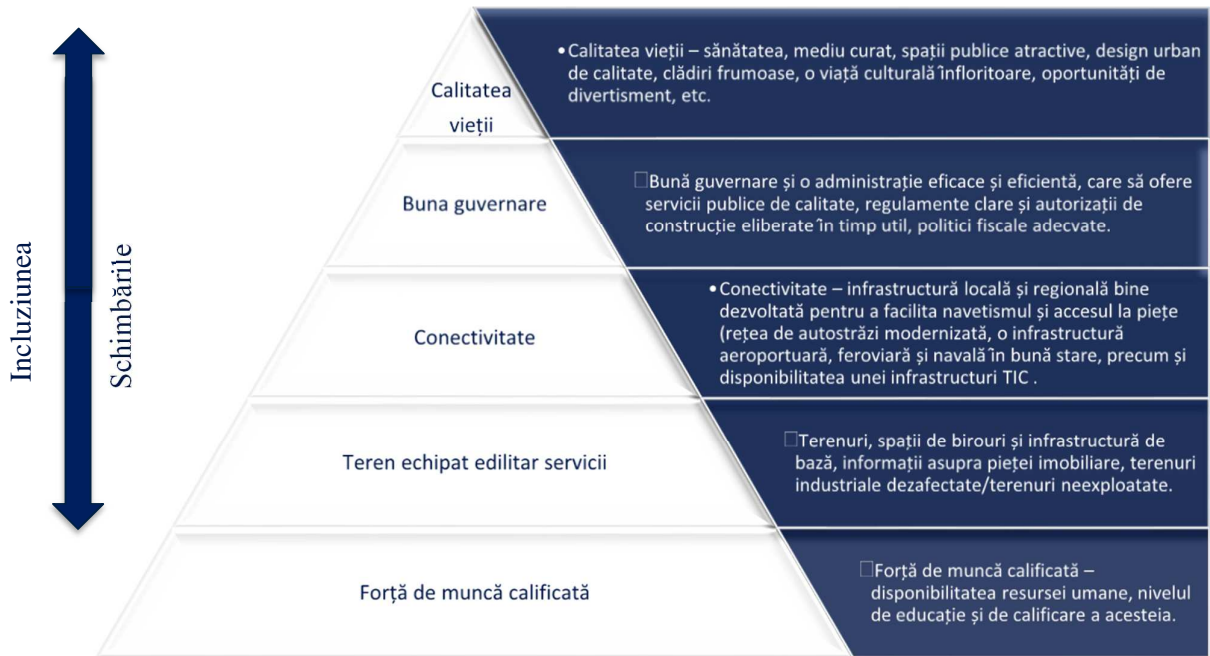 Incluziunea
Schimbările
Calitatea
vieții
• Calitatea vieții – sănătatea, mediu curat, spații publice atractive, design urban
de calitate, clădiri frumoase, o viață culturală înfloritoare, oportunități de
divertisment, etc.
Buna guvernare
□Bună guvernare și o administrație eficace și eficientă, care să ofere
servicii publice de calitate, regulamente clare și autorizații de
construcție eliberate în timp util, politici fiscale adecvate.
Conectivitate
• Conectivitate – infrastructură locală și regională bine
dezvoltată pentru a facilita navetismul și accesul la piețe
(rețea de autostrăzi modernizată, o infrastructură
aeroportuară, feroviară și navală în bună stare, precum și
disponibilitatea unei infrastructuri TIC .
Teren echipat edilitar servicii
□Terenuri, spații de birouri și infrastructură de
bază, informații asupra pieței imobiliare, terenuri
industriale dezafectate/terenuri neexploatate.
Forță de muncă calificată
□Forță de muncă calificată –
disponibilitatea resursei umane, nivelul
de educație și de calificare a acesteia.